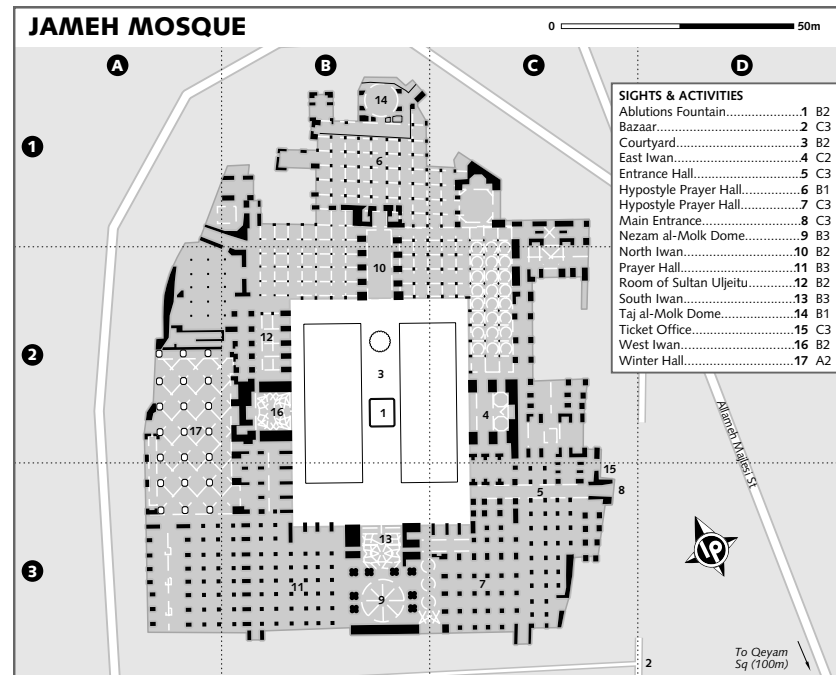 JAMEH MOSQUE
0 50m
A B C D
SIGHTS & ACTIVITIES
Ablutions Fountain..........................1 B2
Bazaar..........................2 C3
Courtyard..........................3 B2
East Iwan..........................4 C2
Entrance Hall..........................5 C3
Hypostyle Prayer Hall..........................6 B1
Hypostyle Prayer Hall..........................7 C3
Main Entrance..........................8 C3
Nezam al-Molk Dome..........................9 B3
North Iwan..........................10 B2
Prayer Hall..........................11 B3
Room of Sultan Uljeitu..........................12 B2
South Iwan..........................13 B3
Taj al-Molk Dome..........................14 B1
Ticket Office..........................15 C3
West Iwan..........................16 B2
Winter Hall..........................17 A2
14
1
6
10
12
2
3
16
1
4
17
15
5
8
13
3
11
7
9
Allameh Majlesi St
lp
2
To Qeyam
Sq (100m)